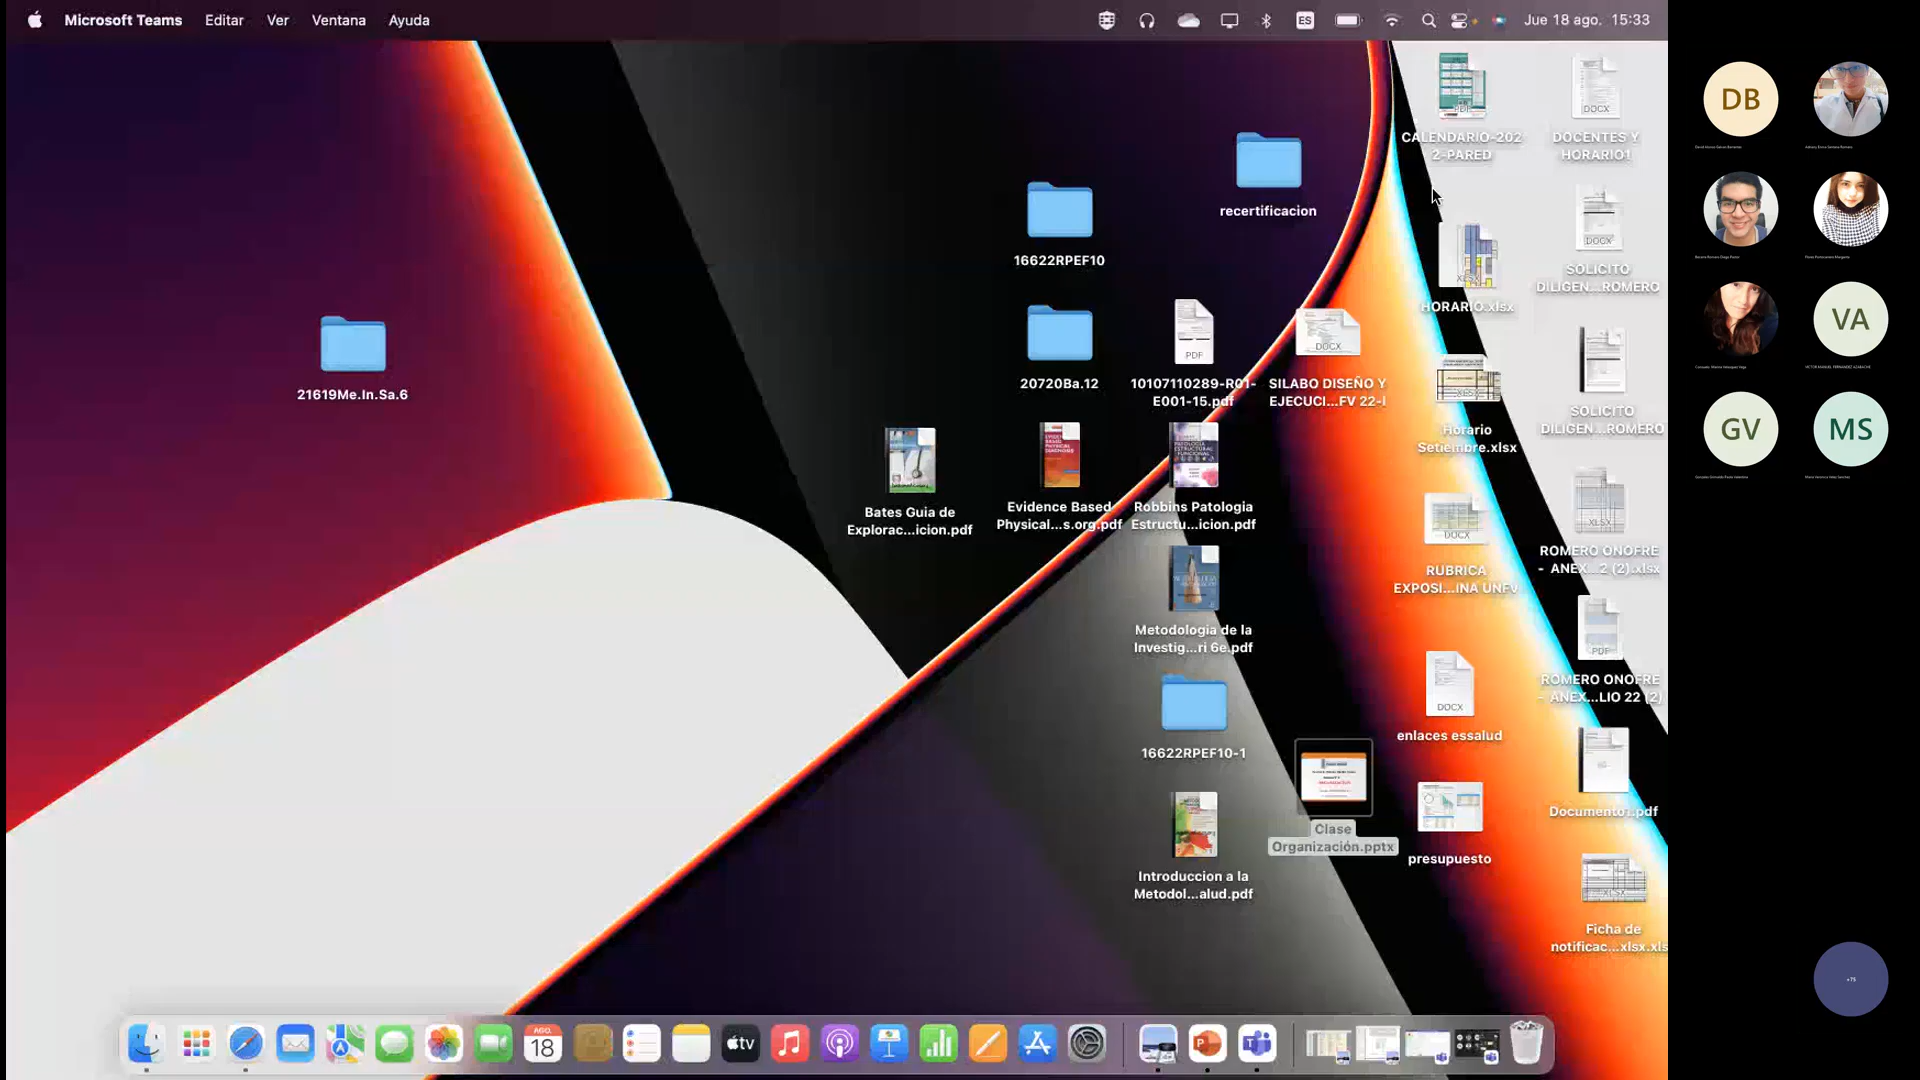 Microsoft Teams Editar Ver Ventana Ayuda
ES Jue 18 ago. 15:33
CALENDARIO-202
2-PARED
DOCENTES Y
HORARIO1
recertificacion
16622RPEF10
HORARIO.xlsx
DOCX
SOLICITO
DILIGEN...ROMERO
21619Me.In.Sa.6
20720Ba.12
PDF
10107110289-R01-
E001-15.pdf
DOCX
SILABO DISEÑO Y
EJECUCI...FV 22-I
Horario
Setiembre.xlsx
SOLICITO
DILIGEN...ROMERO
Bates Guia de
Explorac...icion.pdf
Evidence Based
Physical...s.org.pdf
Robbins Patologia
Estructu...icion.pdf
DOCX
RUBRICA
EXPOSI...INA UNFV
XLSX
ROMERO ONOFRE
- ANEX...2 (2).xlsx
Metodologia de la
Investig...ri 6e.pdf
PDF
ROMERO ONOFRE
- ANEX...LIO 22 (2)
DOCX
enlaces essalud
16622RPEF10-1
Clase
Organización.pptx
presupuesto
Documento1.pdf
Introduccion a la
Metodol...alud.pdf
Ficha de
notificac...xlsx.xls
AGO.
18
tv
DB
VA
GV
MS
+75